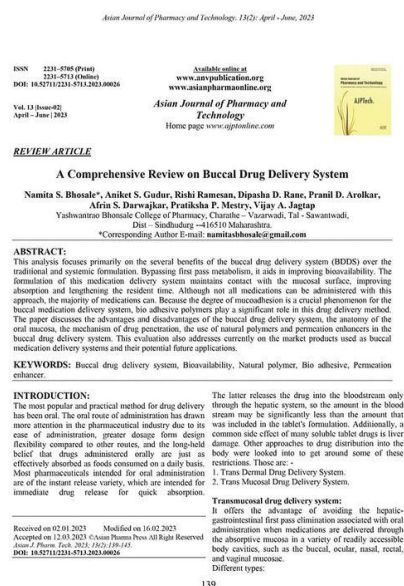 Asian Journal of Pharmacy and Technology. 13(2): April - June, 2023
ISSN 2231–5705 (Print)
2231–5713 (Online)
DOI: 10.52711/2231-5713.2023.00026
Vol. 13 |Issue-02|
April – June | 2023
Available online at
www.anvpublication.org
www.asianpharmaonline.org
Asian Journal of Pharmacy and
Technology
Home page www.ajptonline.com
AJPTech.
REVIEW ARTICLE
A Comprehensive Review on Buccal Drug Delivery System
Namita S. Bhosale*, Aniket S. Gudur, Rishi Ramesan, Dipasha D. Rane, Pranil D. Arolkar,
Afrin S. Darwajkar, Pratiksha P. Mestry, Vijay A. Jagtap
Yashwantrao Bhonsale College of Pharmacy, Charathe – Vazarwadi, Tal - Sawantwadi,
Dist – Sindhudurg --416510 Maharashtra.
*Corresponding Author E-mail: namitasbhosale@gmail.com
ABSTRACT:
This analysis focuses primarily on the several benefits of the buccal drug delivery system (BDDS) over the
traditional and systemic formulation. Bypassing first pass metabolism, it aids in improving bioavailability. The
formulation of this medication delivery system maintains contact with the mucosal surface, improving
absorption and lengthening the resident time. Although not all medications can be administered with this
approach, the majority of medications can. Because the degree of mucoadhesion is a crucial phenomenon for the
buccal medication delivery system, bio adhesive polymers play a significant role in this drug delivery method.
The paper discusses the advantages and disadvantages of the buccal drug delivery system, the anatomy of the
oral mucosa, the mechanism of drug penetration, the use of natural polymers and permeation enhancers in the
buccal drug delivery system. This evaluation also addresses currently on the market products used as buccal
medication delivery systems and their potential future applications.
KEYWORDS: Buccal drug delivery system, Bioavailability, Natural polymer, Bio adhesive, Permeation
enhancer.
INTRODUCTION:
The most popular and practical method for drug delivery
has been oral. The oral route of administration has drawn
more attention in the pharmaceutical industry due to its
ease of administration, greater dosage form design
flexibility compared to other routes, and the long-held
belief that drugs administered orally are just as
effectively absorbed as foods consumed on a daily basis.
Most pharmaceuticals intended for oral administration
are of the instant release variety, which are intended for
immediate drug release for quick absorption.
Received on 02.01.2023 Modified on 16.02.2023
Accepted on 12.03.2023 ©Asian Pharma Press All Right Reserved
Asian J. Pharm. Tech. 2023; 13(2):139-145.
DOI: 10.52711/2231-5713.2023.00026
The latter releases the drug into the bloodstream only
through the hepatic system, so the amount in the blood
stream may be significantly less than the amount that
was included in the tablet's formulation. Additionally, a
common side effect of many soluble tablet drugs is liver
damage. Other approaches to drug distribution into the
body were looked into to get around some of these
restrictions. Those are: -
1. Trans Dermal Drug Delivery System.
2. Trans Mucosal Drug Delivery System.
Transmucosal drug delivery system:
It offers the advantage of avoiding the hepatic-
gastrointestinal first pass elimination associated with oral
administration when medications are delivered through
the absorptive mucosa in a variety of readily accessible
body cavities, such as the buccal, ocular, nasal, rectal,
and vaginal mucosa.
Different types:
139